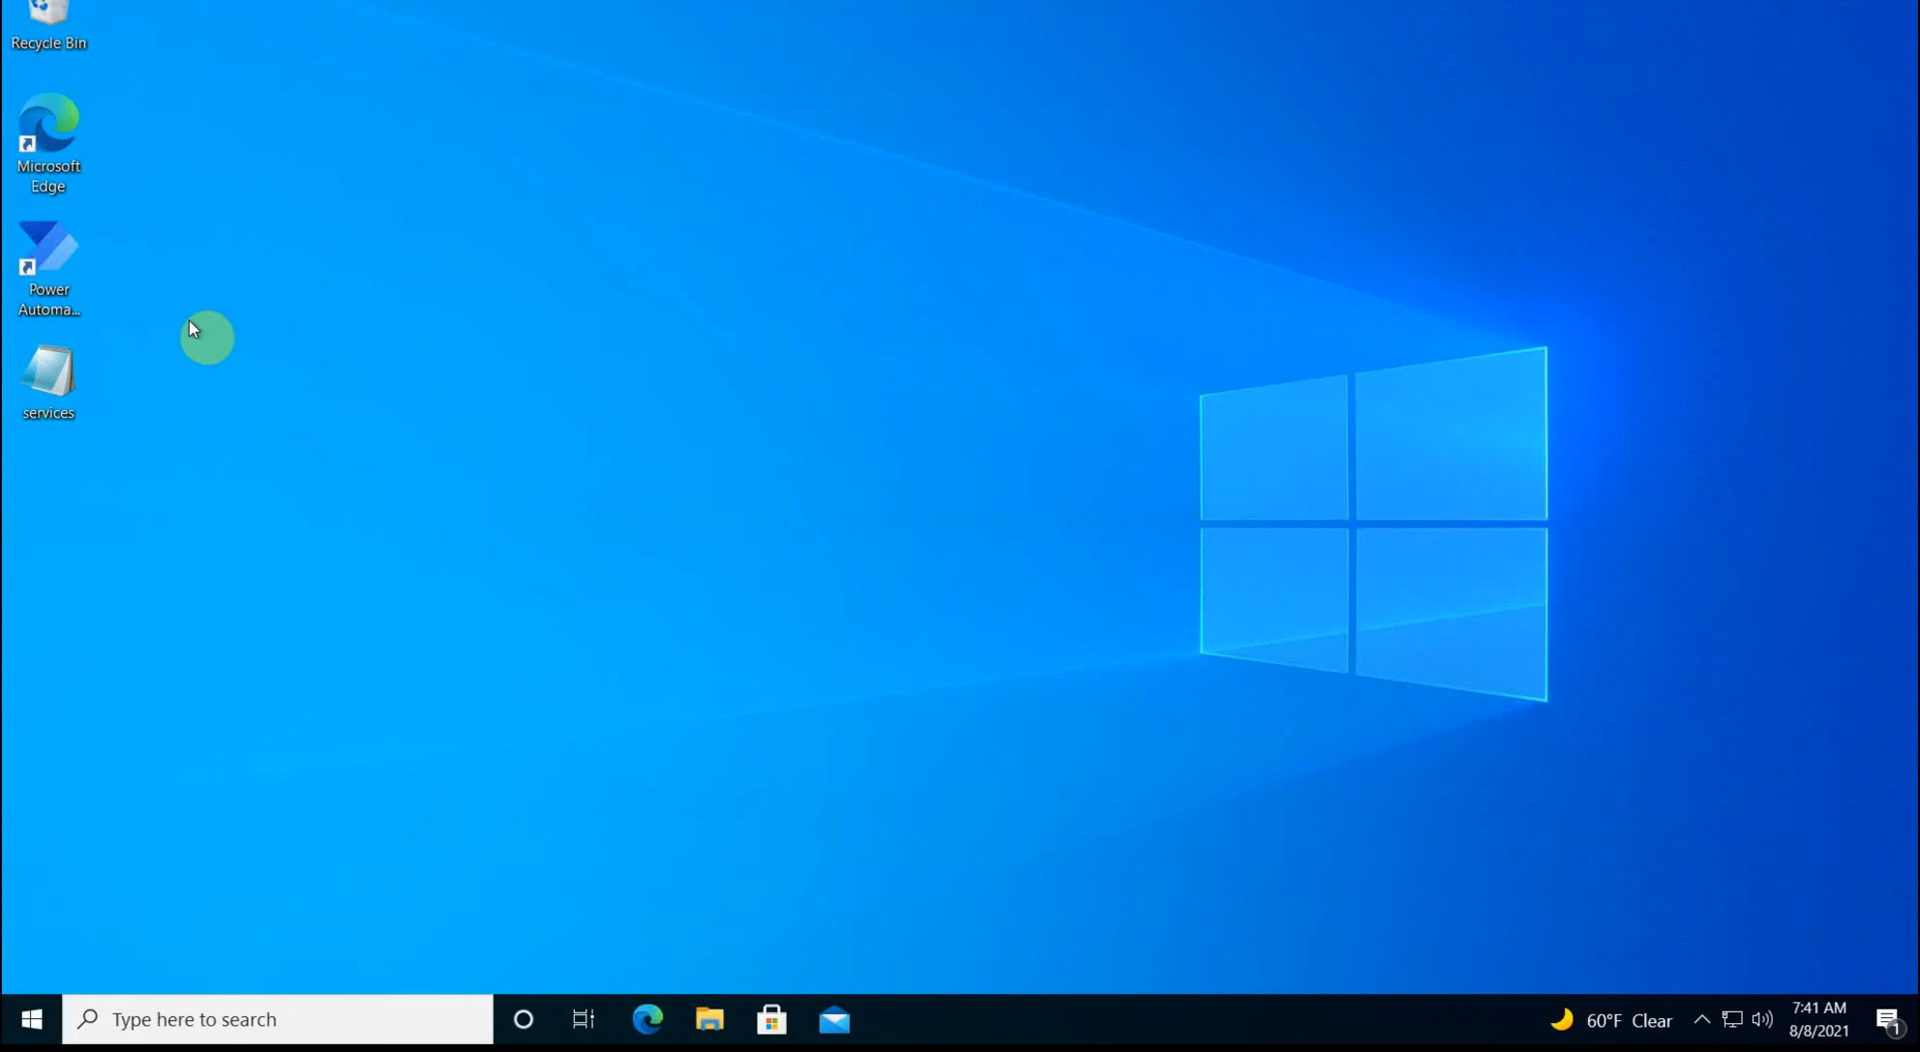 Recycle Bin
Microsoft
Edge
Power
Automa...
services
Type here to search
60°F Clear
7:41 AM
8/8/2021
1